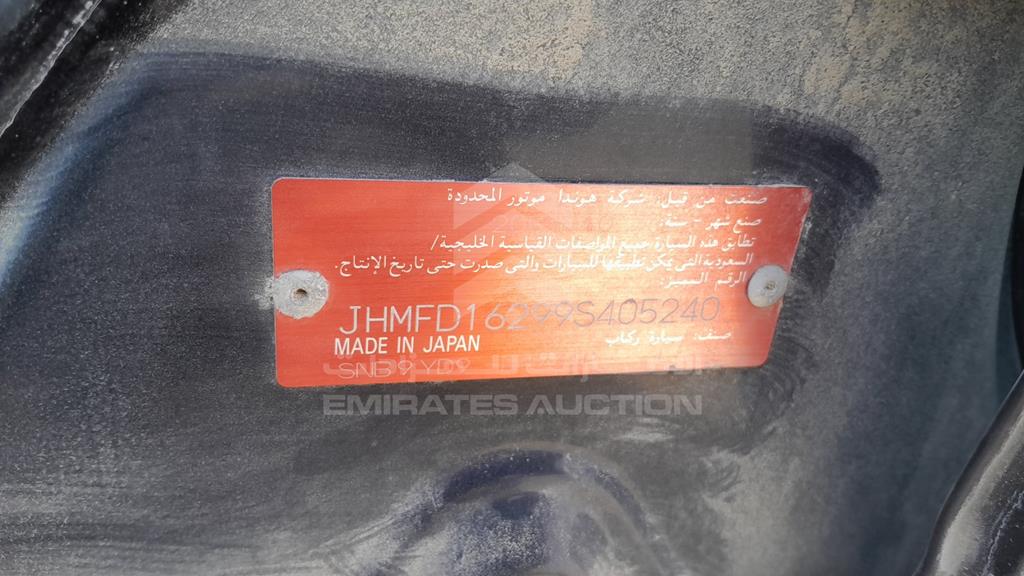 صنعت من قبل: شركة هوندا موتور المحدودة
صنع شهر - سنة:
تطابق هذه السيارة جميع المواصفات القياسية الخليجية/
السعودية التي يمكن تطبيقها للسيارات والتي صدرت حتى تاريخ الإنتاج.
الرقم المميز:
JHMFD16299S405240
صنف: سيارة ركاب
MADE IN JAPAN
EMIRATES AUCTION